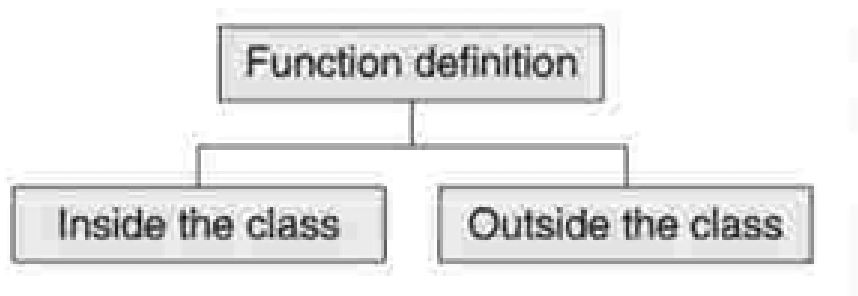 Function definition
Inside the class
Outside the class